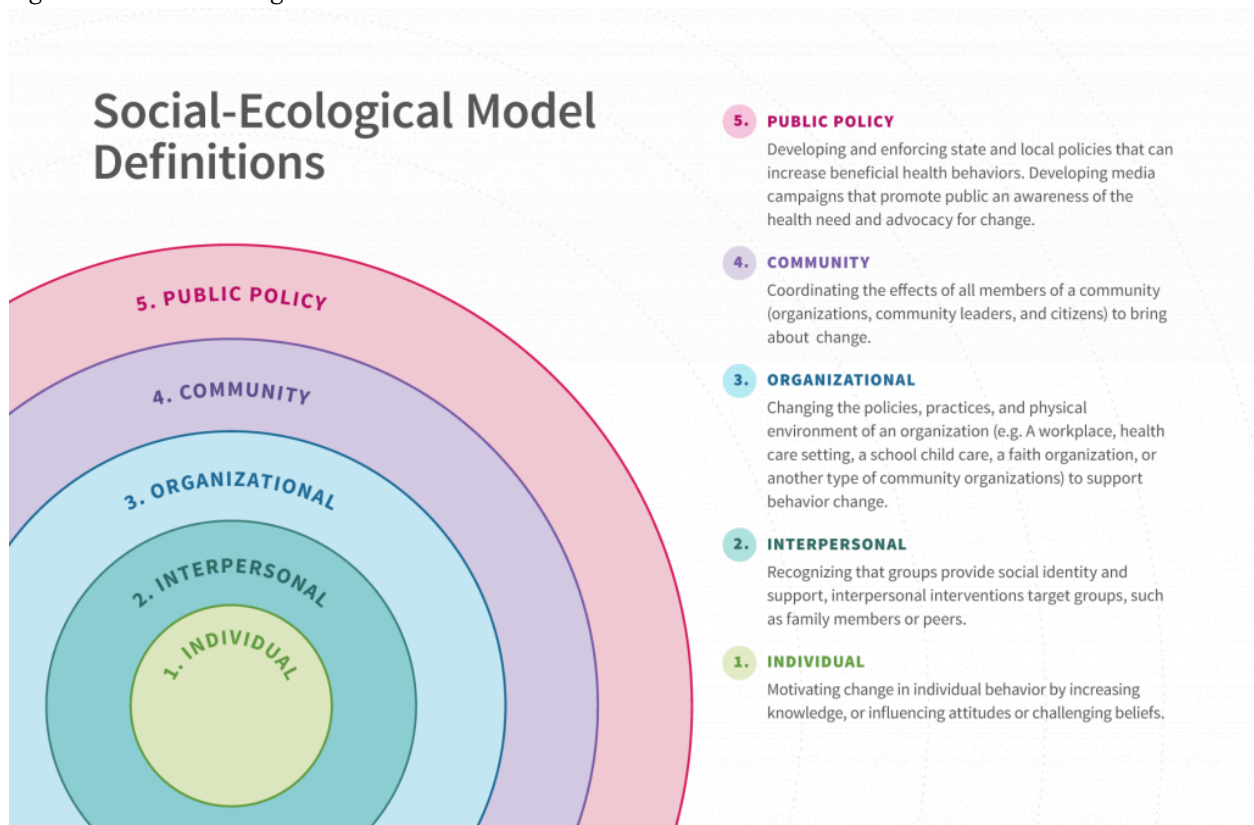 Social-Ecological Model
Definitions
5. PUBLIC POLICY
4. COMMUNITY
3. ORGANIZATIONAL
2. INTERPERSONAL
1. INDIVIDUAL
5. PUBLIC POLICY
Developing and enforcing state and local policies that can
increase beneficial health behaviors. Developing media
campaigns that promote public an awareness of the
health need and advocacy for change.
4. COMMUNITY
Coordinating the effects of all members of a community
(organizations, community leaders, and citizens) to bring
about change.
3. ORGANIZATIONAL
Changing the policies, practices, and physical
environment of an organization (e.g. A workplace, health
care setting, a school child care, a faith organization, or
another type of community organizations) to support
behavior change.
2. INTERPERSONAL
Recognizing that groups provide social identity and
support, interpersonal interventions target groups, such
as family members or peers.
1. INDIVIDUAL
Motivating change in individual behavior by increasing
knowledge, or influencing attitudes or challenging beliefs.